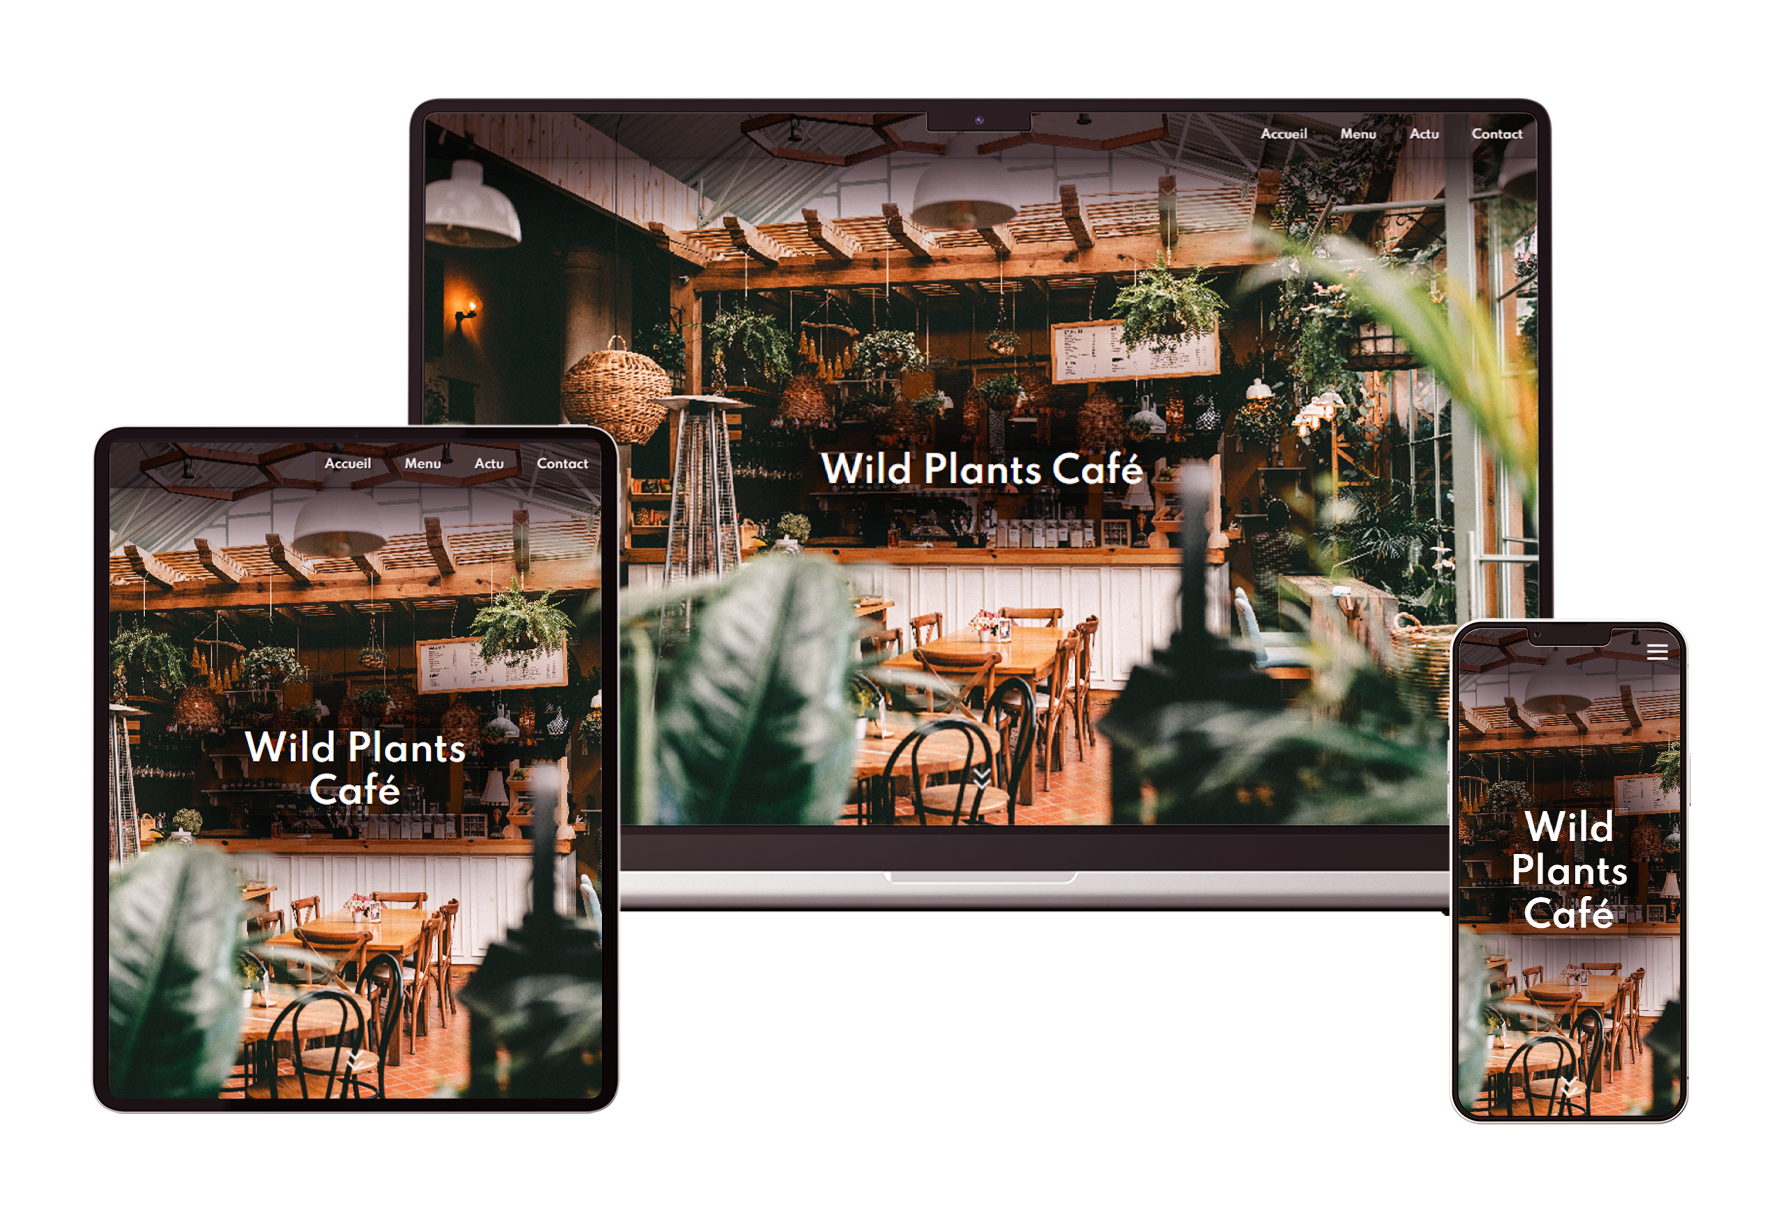 Accueil Menu Actu Contact
Wild Plants Café
Accueil Menu Actu Contact
Wild Plants
Café
Wild
Plants
Café